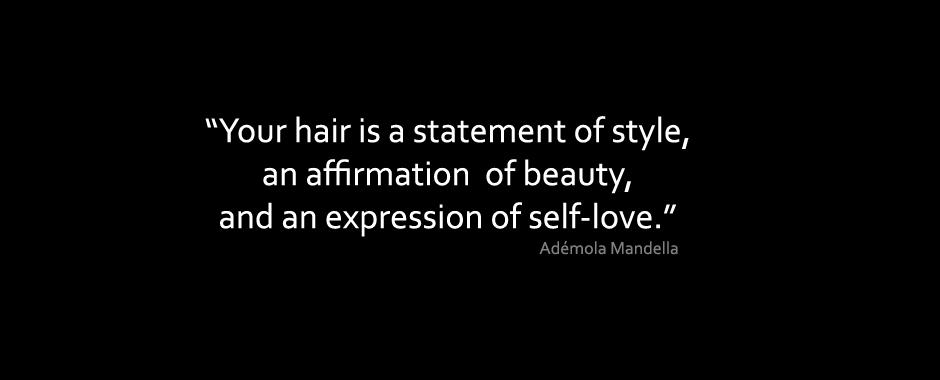 “Your hair is a statement of style,
an affirmation  of beauty,
and an expression of self-love.”
Adémola Mandella